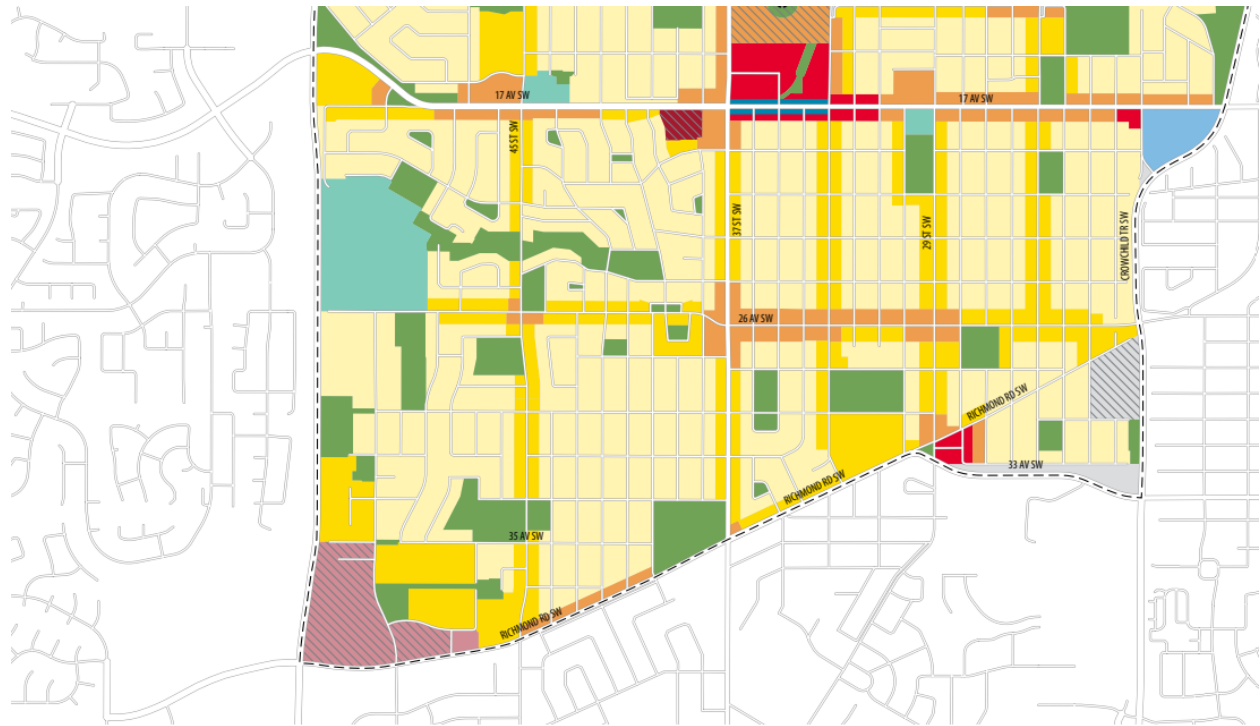 17 AV SW
17 AV SW
45 ST SW
37 ST SW
29 ST SW
CROWCHILD TR SW
26 AV SW
RICHMOND RD SW
33 AV SW
RICHMOND RD SW
35 AV SW
RICHMOND RD SW